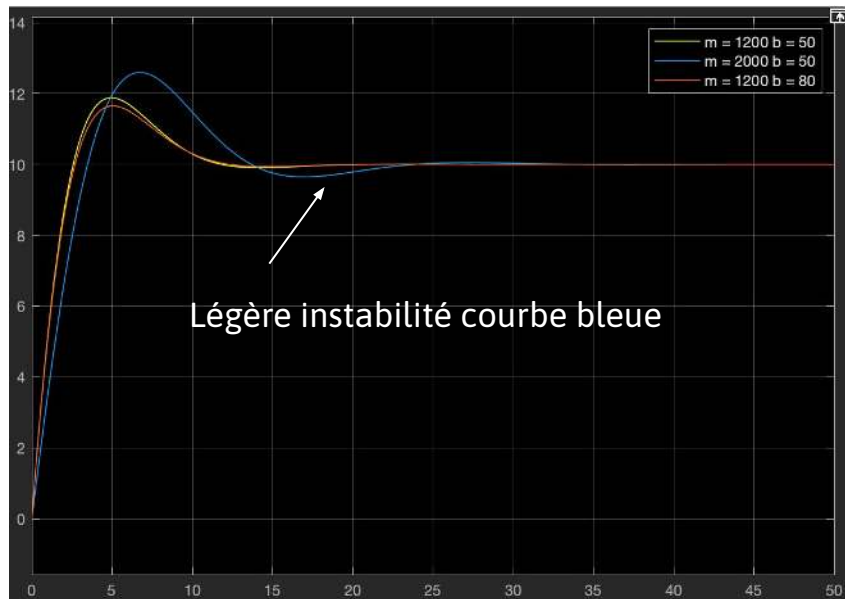 14
m = 1200 b = 50
m = 2000 b = 50
m = 1200 b = 80
12
10
8
Légère instabilité courbe bleue
6
4
2
0
0 5 10 15 20 25 30 35 40 45 50